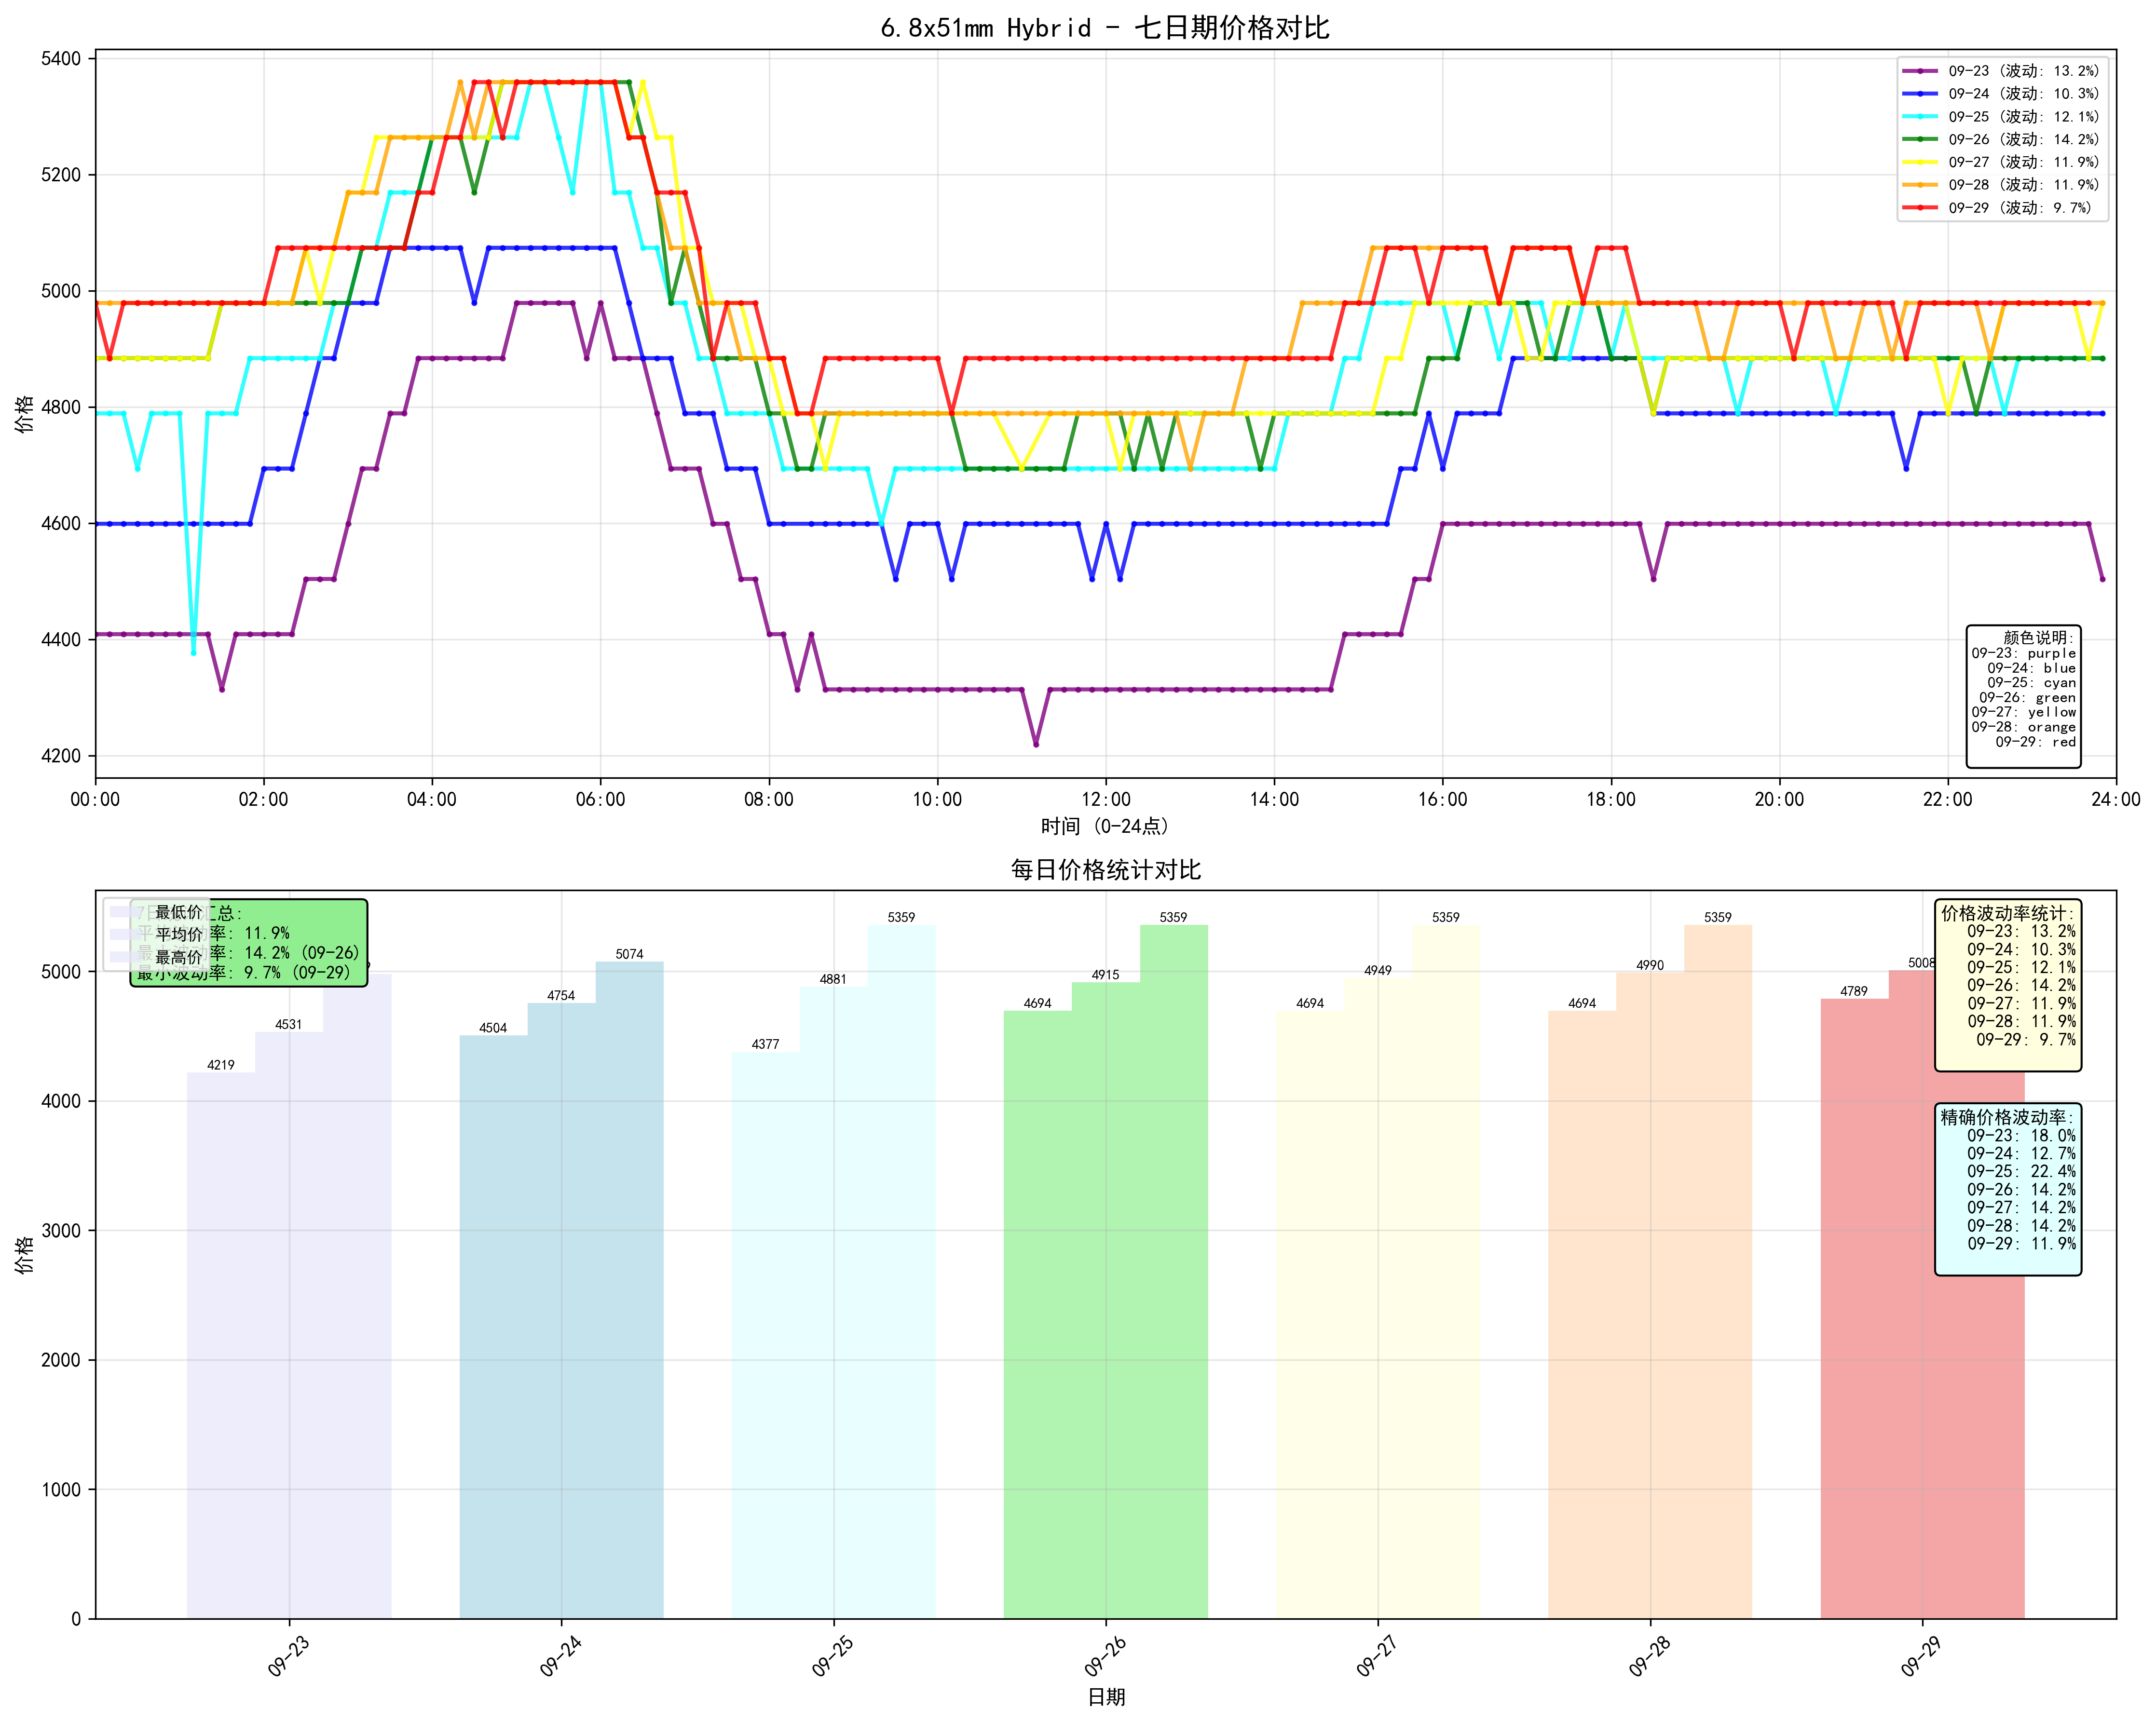 6.8x51mm Hybrid - 七日期价格对比
价格
5400
5200
5000
4800
4600
4400
4200
09-23 (波动: 13.2%)
09-24 (波动: 10.3%)
09-25 (波动: 12.1%)
09-26 (波动: 14.2%)
09-27 (波动: 11.9%)
09-28 (波动: 11.9%)
09-29 (波动: 9.7%)
颜色说明:
09-23: purple
09-24: blue
09-25: cyan
09-26: green
09-27: yellow
09-28: orange
09-29: red
00:00 02:00 04:00 06:00 08:00 10:00 12:00 14:00 16:00 18:00 20:00 22:00 24:00
时间 (0-24点)
每日价格统计对比
价格
5000
4000
3000
2000
1000
0
最低价
平均价
最高价
汇总:
率: 11.9%
率: 14.2% (09-26)
最小波动率: 9.7% (09-29)
4219
4531
4504
4754
5074
4377
4881
5359
4694
4915
5359
4694
4949
5359
4694
4990
5359
4789
5008
价格波动率统计:
09-23: 13.2%
09-24: 10.3%
09-25: 12.1%
09-26: 14.2%
09-27: 11.9%
09-28: 11.9%
09-29: 9.7%
精确价格波动率:
09-23: 18.0%
09-24: 12.7%
09-25: 22.4%
09-26: 14.2%
09-27: 14.2%
09-28: 14.2%
09-29: 11.9%
09-23 09-24 09-25 09-26 09-27 09-28 09-29
日期